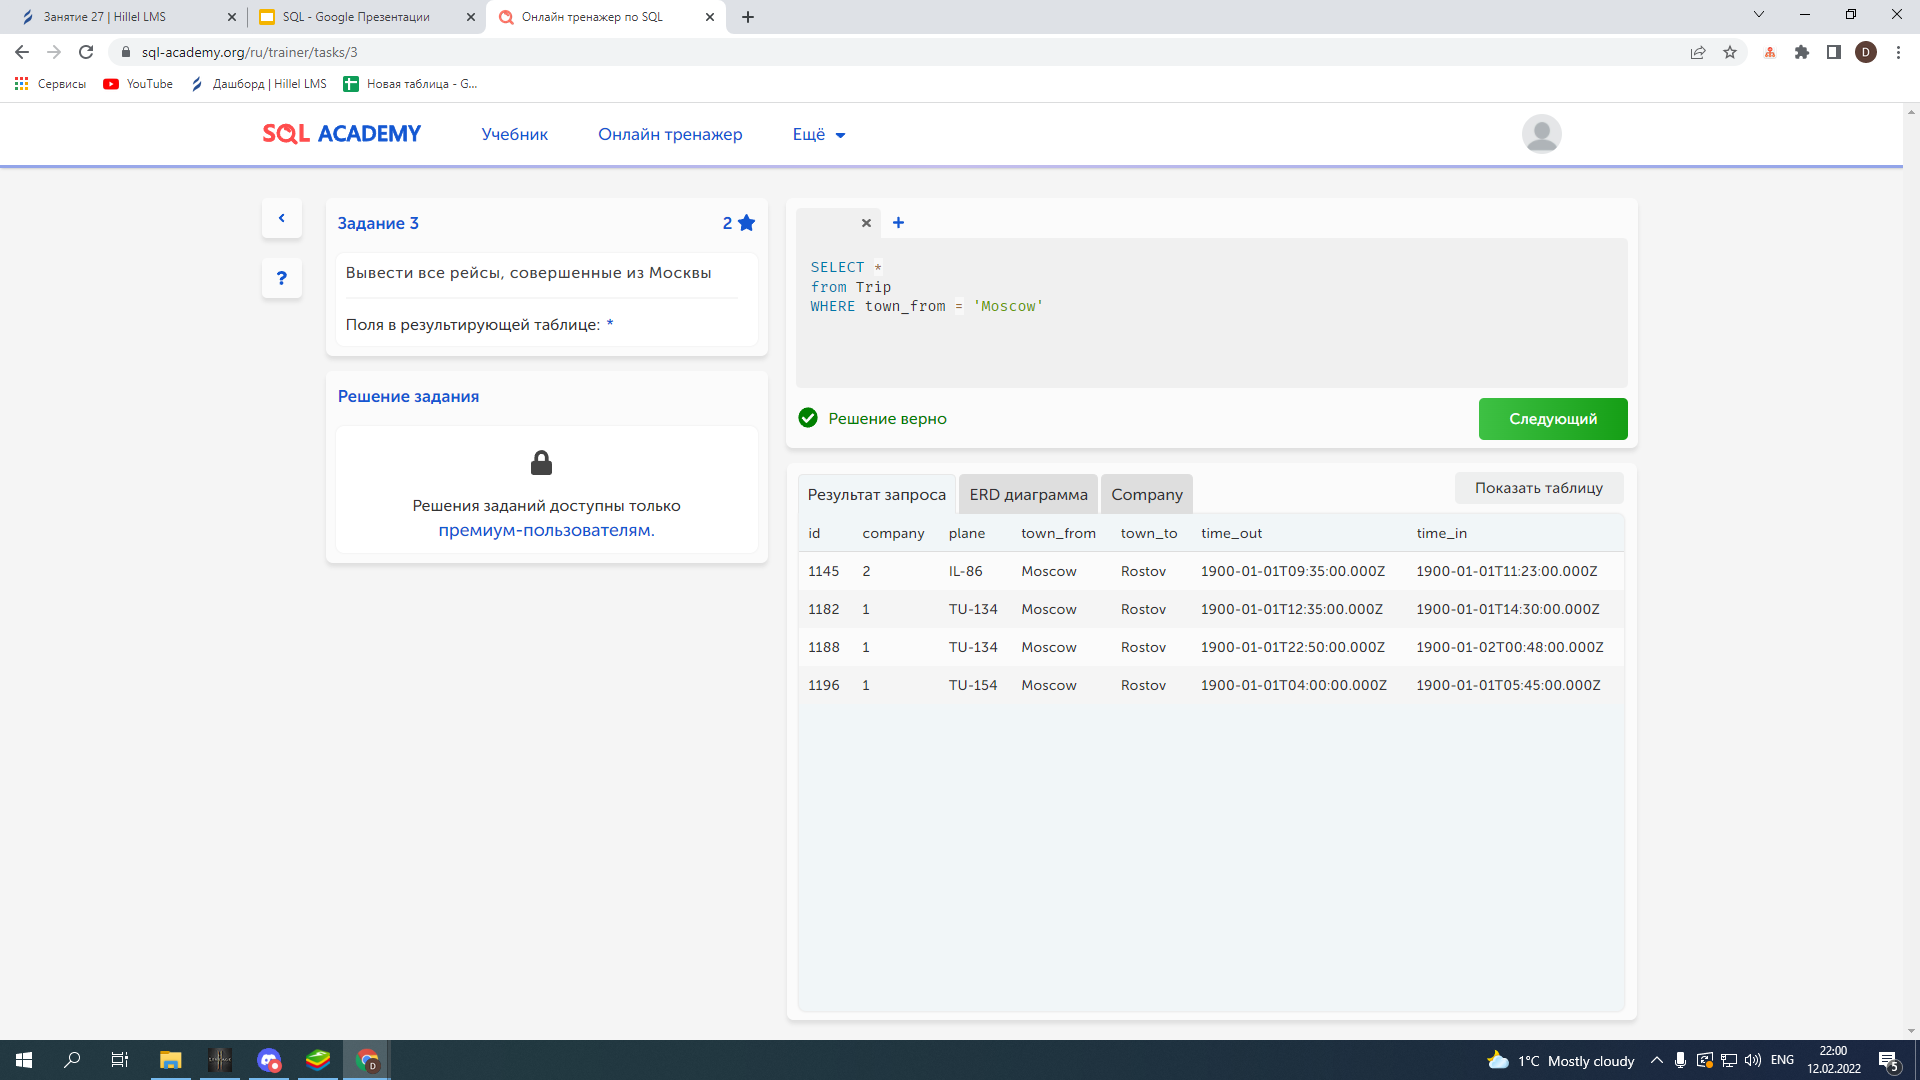 Занятие 27 | Hillel LMS
SQL - Google Презентации
Онлайн тренажер по SQL
sql-academy.org/ru/trainer/tasks/3
D
Сервисы
YouTube
Дашборд | Hillel LMS
Новая таблица - G...
SQL ACADEMY
Учебник
Онлайн тренажер
Ещё
Задание 3
2
Вывести все рейсы, совершенные из Москвы
Поля в результирующей таблице: *
?
Решение задания
Решения заданий доступны только
премиум-пользователям.
SELECT *
from Trip
WHERE town_from = 'Moscow'
Решение верно
Следующий
Результат запроса
ERD диаграмма
Company
Показать таблицу
id company plane town_from town_to time_out time_in
1145 2 IL-86 Moscow Rostov 1900-01-01T09:35:00.000Z 1900-01-01T11:23:00.000Z
1182 1 TU-134 Moscow Rostov 1900-01-01T12:35:00.000Z 1900-01-01T14:30:00.000Z
1188 1 TU-134 Moscow Rostov 1900-01-01T22:50:00.000Z 1900-01-02T00:48:00.000Z
1196 1 TU-154 Moscow Rostov 1900-01-01T04:00:00.000Z 1900-01-01T05:45:00.000Z
D
1°C Mostly cloudy
ENG
22:00
12.02.2022
5